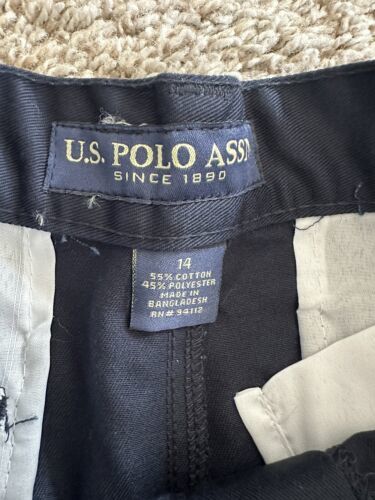 U.S. POLO ASSN
SINCE 1890
14
55% COTTON
45% POLYESTER
MADE IN
BANGLADESH
RN# 94112